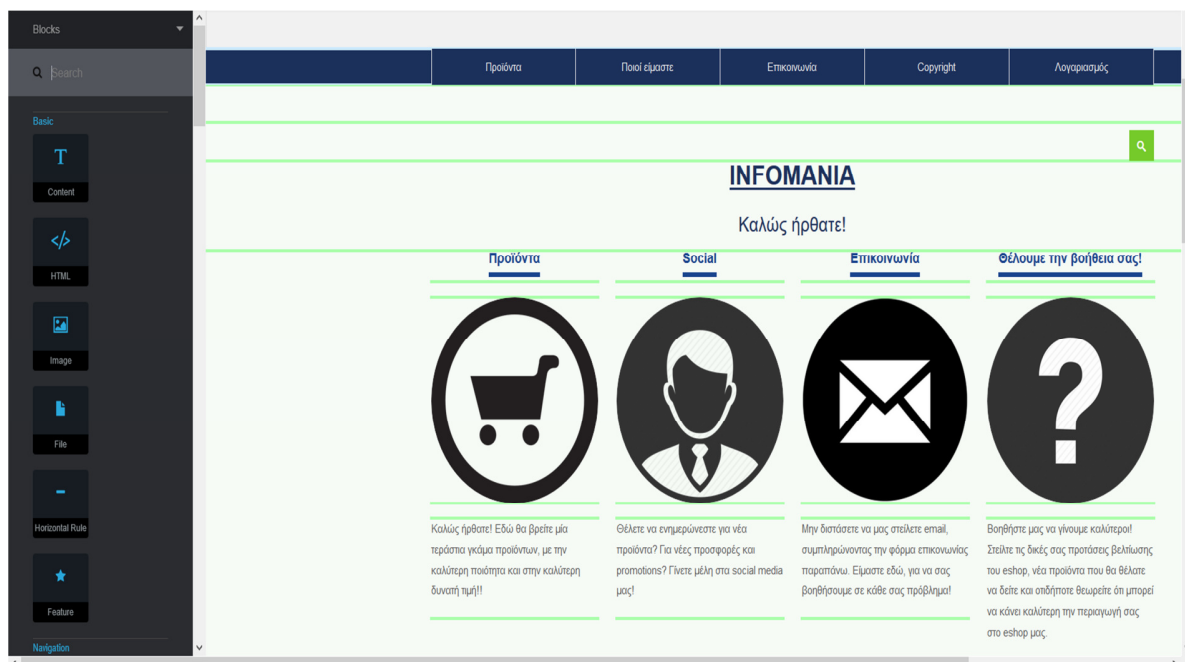 Blocks
Search
Basic
T
Content
</>
HTML
Image
File
Horizontal Rule
Feature
Navigation
Προϊόντα
Ποιοί είμαστε
Επικοινωνία
Copyright
Λογαριασμός
INFOMANIA
Καλώς ήρθατε!
Προϊόντα
Καλώς ήρθατε! Εδώ θα βρείτε μία
τεράστια γκάμα προϊόντων, με την
καλύτερη ποιότητα και στην καλύτερη
δυνατή τιμή!!
Social
Θέλετε να ενημερώνεστε για νέα
προϊόντα? Για νέες προσφορές και
promotions? Γίνετε μέλη στα social media
μας!
Επικοινωνία
Μην διστάσετε να μας στείλετε email,
συμπληρώνοντας την φόρμα επικοινωνίας
παραπάνω. Είμαστε εδώ, για να σας
βοηθήσουμε σε κάθε σας πρόβλημα!
Θέλουμε την βοήθεια σας!
?
Βοηθήστε μας να γίνουμε καλύτεροι!
Στείλτε τις δικές σας προτάσεις βελτίωσης
του eshop, νέα προϊόντα που θα θέλατε
να δείτε και οτιδήποτε θεωρείτε ότι μπορεί
να κάνει καλύτερη την περιαγωγή σας
στο eshop μας.